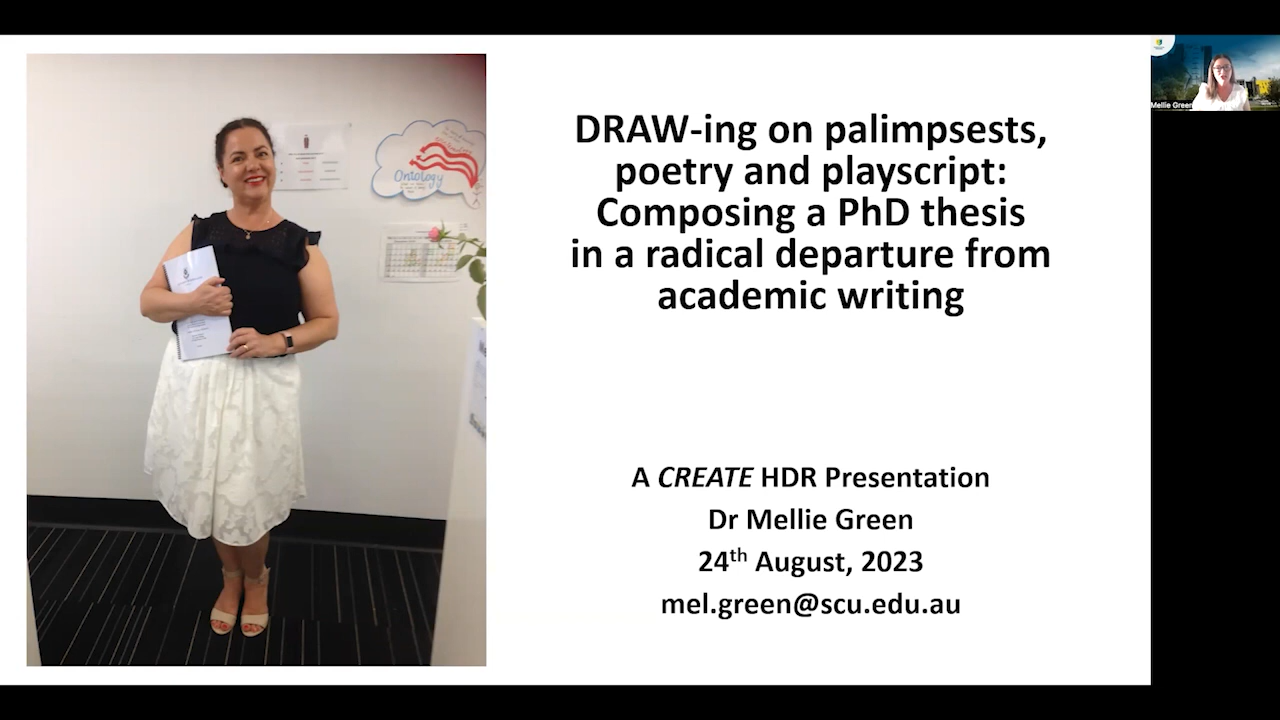 DRAW-ing on palimpsests,
poetry and playscript:
Composing a PhD thesis
in a radical departure from
academic writing
A CREATE HDR Presentation
Dr Mellie Green
24th August, 2023
mel.green@scu.edu.au
Mellie Green
Ontology